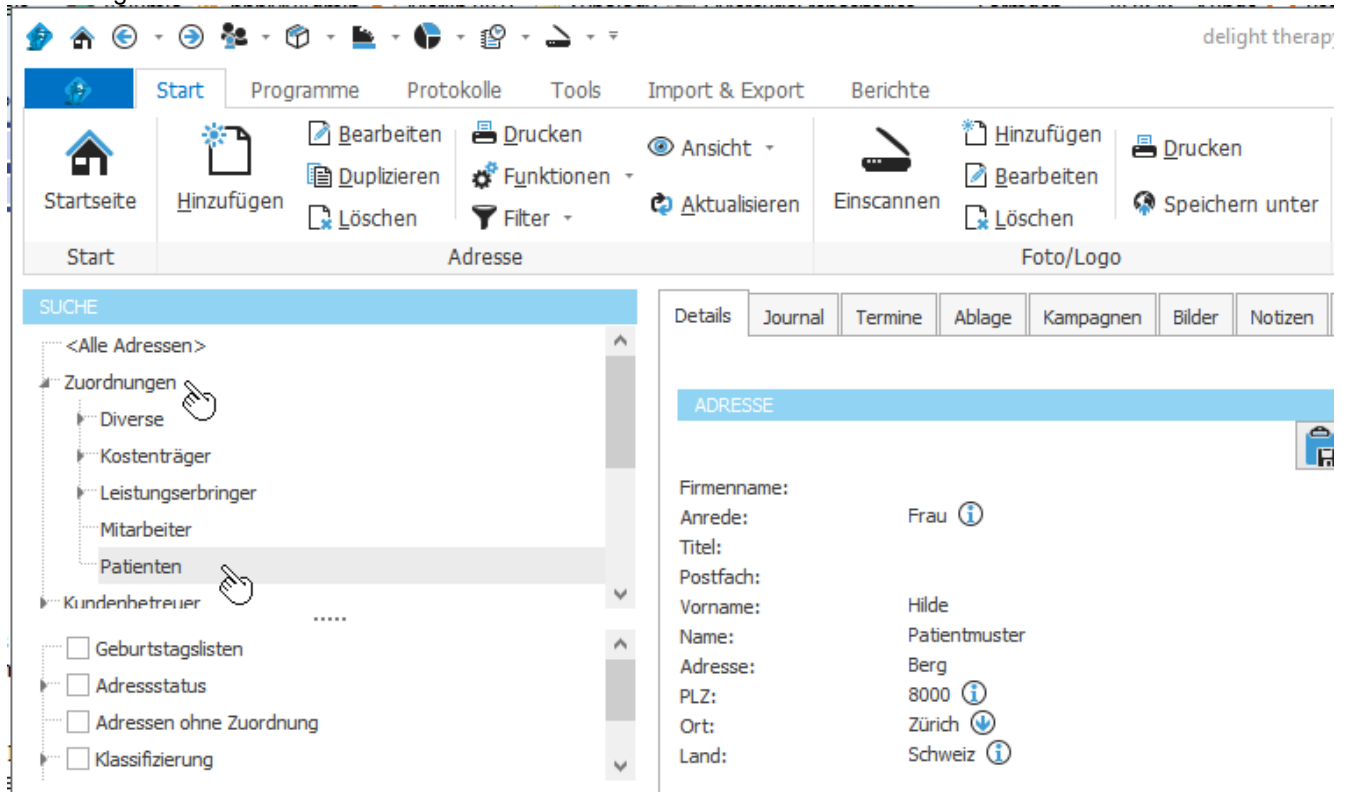 delight therapy
Start Programme Protokolle Tools Import & Export Berichte
Startseite
Hinzufügen
Bearbeiten
Duplizieren
Löschen
Drucken
Funktionen
Filter
Ansicht
Aktualisieren
Einscannen
Hinzufügen
Bearbeiten
Löschen
Drucken
Speichern unter
Start Adresse Foto/Logo
SUCHE
<Alle Adressen>
Zuordnungen
Diverse
Kostenträger
Leistungserbringer
Mitarbeiter
Patienten
Kundenbetreuer
Geburtstagslisten
Adressstatus
Adressen ohne Zuordnung
Klassifizierung
Details Journal Termine Ablage Kampagnen Bilder Notizen
ADRESSE
Firmenname:
Anrede: Frau
Titel:
Postfach:
Vorname: Hilde
Name: Patientmuster
Adresse: Berg
PLZ: 8000
Ort: Zürich
Land: Schweiz